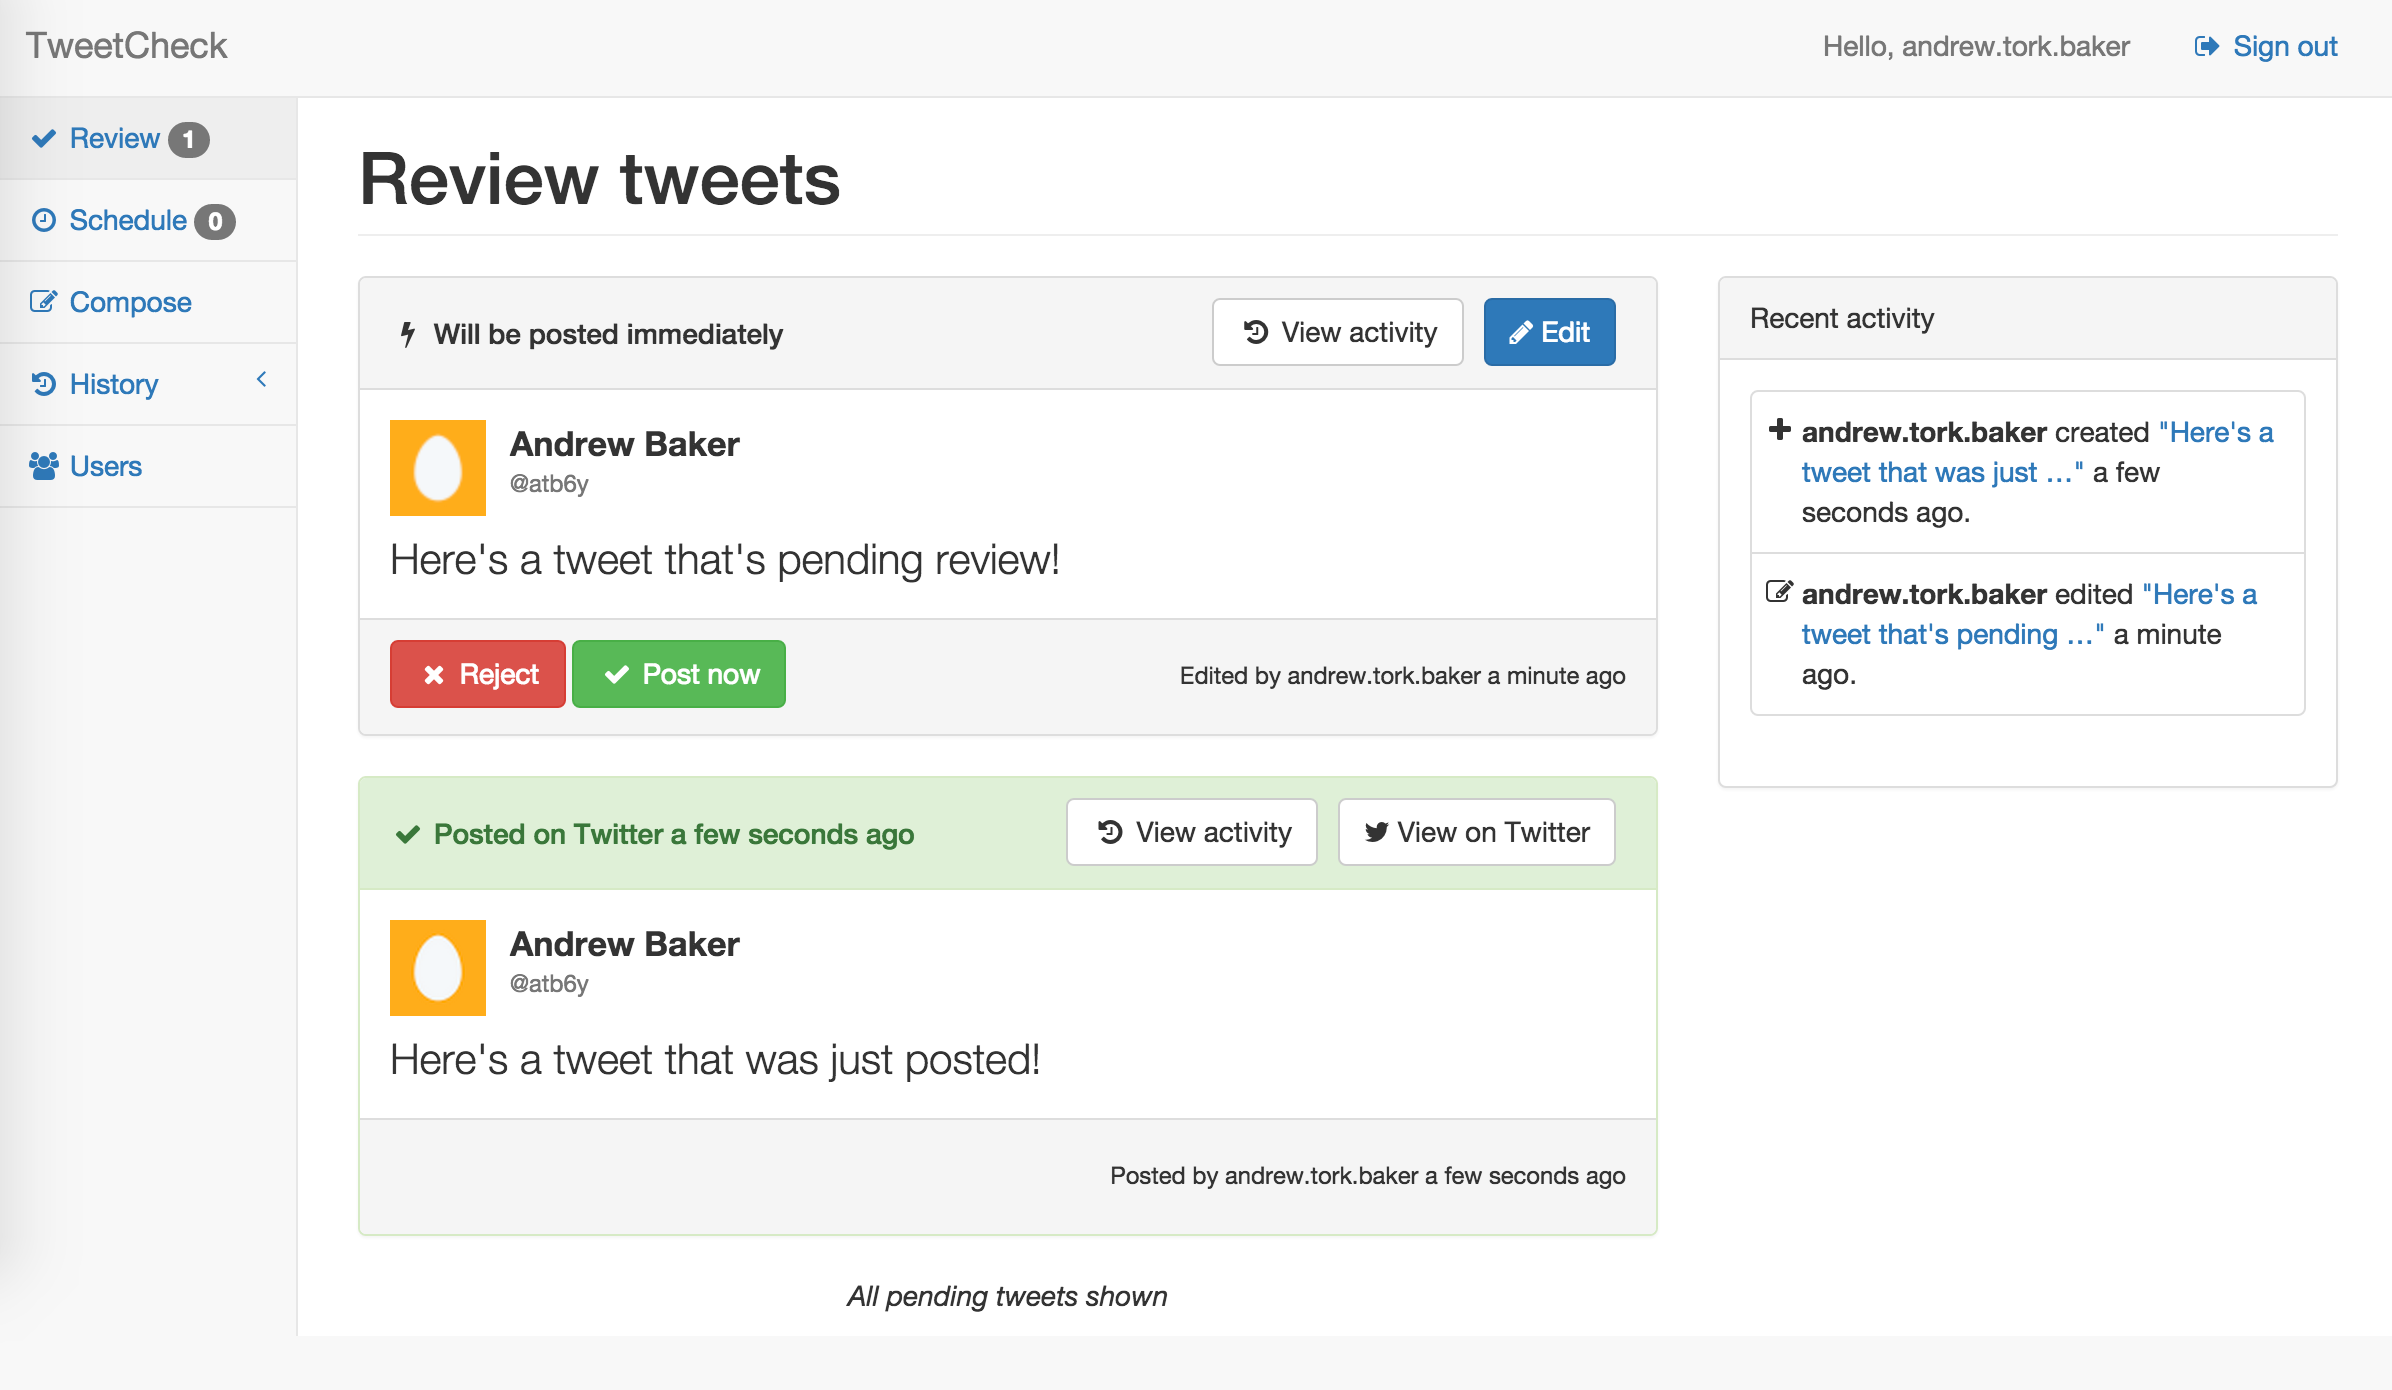 TweetCheck
Hello, andrew.tork.baker
Sign out
Review 1
Schedule 0
Compose
History
Users
Review tweets
Will be posted immediately
View activity
Edit
Andrew Baker
@atb6y
Here's a tweet that's pending review!
Reject
Post now
Edited by andrew.tork.baker a minute ago
Posted on Twitter a few seconds ago
View activity
View on Twitter
Andrew Baker
@atb6y
Here's a tweet that was just posted!
Posted by andrew.tork.baker a few seconds ago
All pending tweets shown
Recent activity
andrew.tork.baker created "Here's a
tweet that was just ..." a few
seconds ago.
andrew.tork.baker edited "Here's a
tweet that's pending ..." a minute
ago.